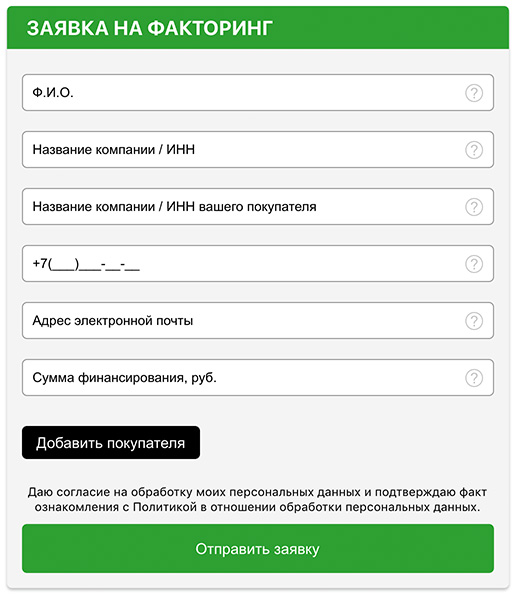 ЗАЯВКА НА ФАКТОРИНГ
Ф.И.О.
?
Название компании / ИНН
?
Название компании / ИНН вашего покупателя
?
+7(___)___-__-__
?
Адрес электронной почты
?
Сумма финансирования, руб.
?
Добавить покупателя
Даю согласие на обработку моих персональных данных и подтверждаю факт
ознакомления с Политикой в отношении обработки персональных данных.
Отправить заявку